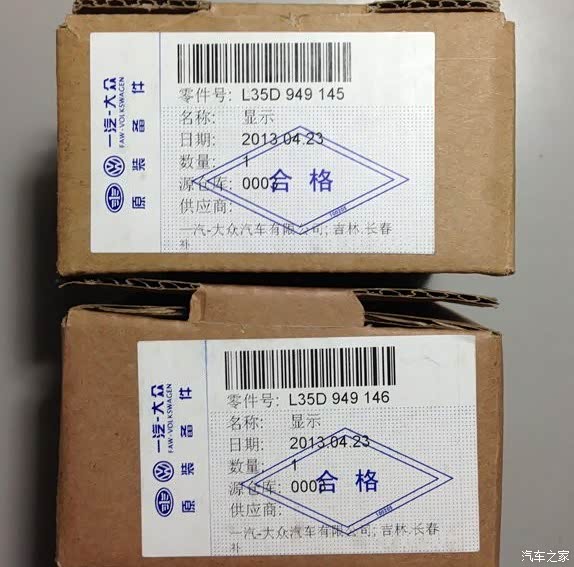 一汽-大众
FAW-VOLKSWAGEN
原装备件
零件号: L35D 949 145
名称: 显示
日期: 2013.04.23
数量: 1
源仓库: 0002
供应商:
合格
一汽-大众汽车有限公司; 吉林.长春
一汽-大众
FAW-VOLKSWAGEN
原装备件
零件号: L35D 949 146
名称: 显示
日期: 2013.04.23
数量: 1
源仓库: 0002
供应商:
合格
一汽-大众汽车有限公司; 吉林.长春
汽车之家